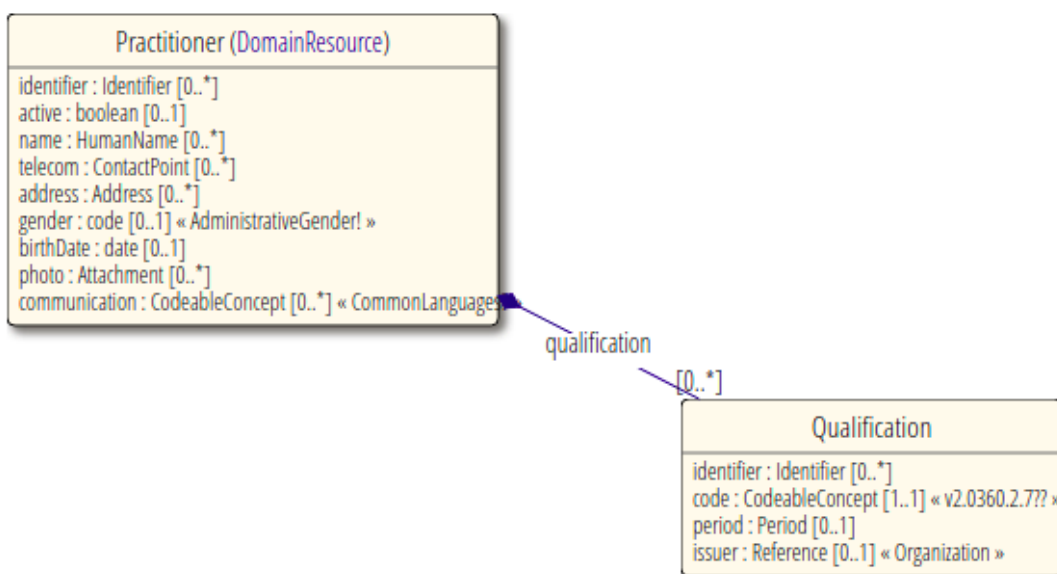 Practitioner (DomainResource)
identifier : Identifier [0..*]
active : boolean [0..1]
name : HumanName [0..*]
telecom : ContactPoint [0..*]
address : Address [0..*]
gender : code [0..1] « AdministrativeGender! »
birthDate : date [0..1]
photo : Attachment [0..*]
communication : CodeableConcept [0..*] « CommonLanguages
qualification
[0..*]
Qualification
identifier : Identifier [0..*]
code : CodeableConcept [1..1] « v2.0360.2.7?? »
period : Period [0..1]
issuer : Reference [0..1] « Organization »